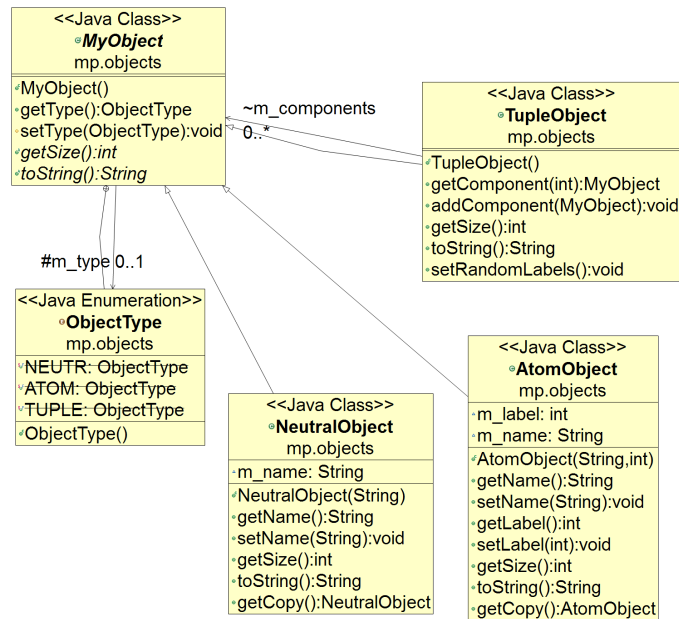 <<Java Class>>
MyObject
mp.objects
MyObject()
getType():ObjectType
setType(ObjectType):void
getSize():int
toString():String
~m_components
0..*
<<Java Class>>
TupleObject
mp.objects
TupleObject()
getComponent(int):MyObject
addComponent(MyObject):void
getSize():int
toString():String
setRandomLabels():void
#m_type 0..1
<<Java Enumeration>>
ObjectType
mp.objects
NEUTR: ObjectType
ATOM: ObjectType
TUPLE: ObjectType
ObjectType()
<<Java Class>>
NeutralObject
mp.objects
m_name: String
NeutralObject(String)
getName():String
setName(String):void
getSize():int
toString():String
getCopy():NeutralObject
<<Java Class>>
AtomObject
mp.objects
m_label: int
m_name: String
AtomObject(String,int)
getName():String
setName(String):void
getLabel():int
setLabel(int):void
getSize():int
toString():String
getCopy():AtomObject